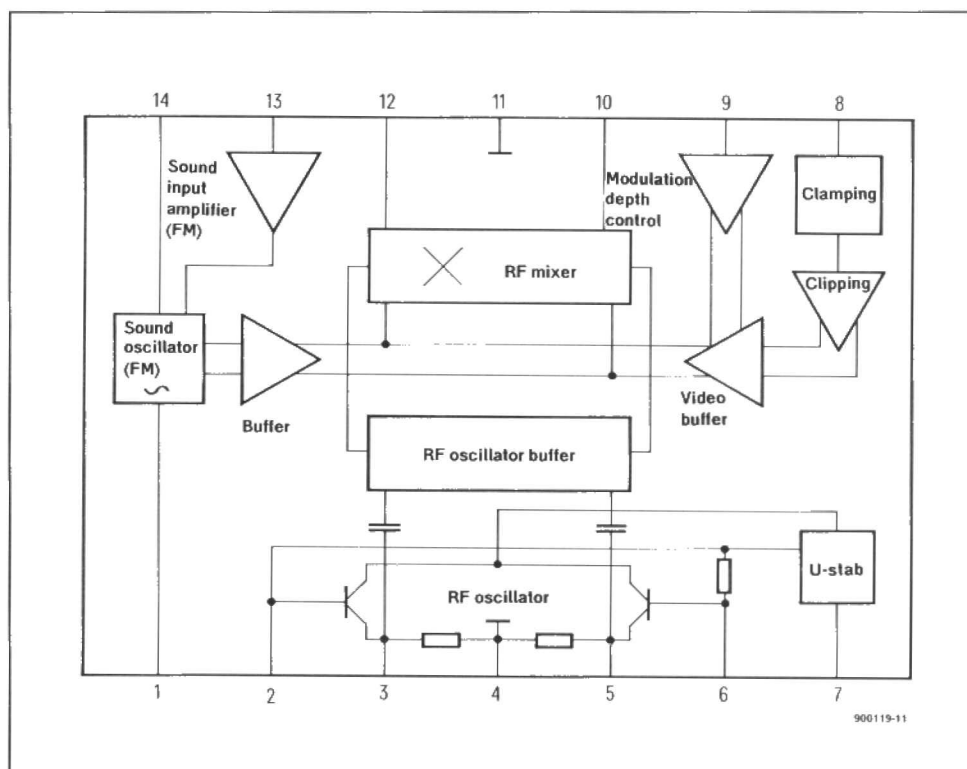 14
13
12
11
10
9
8
Sound
input
amplifier
(FM)
Modulation
depth
control
Clamping
RF mixer
Clipping
Sound
oscillator
(FM)
Buffer
Video
buffer
RF oscillator buffer
U-stab
RF oscillator
1
2
3
4
5
6
7
900119-11